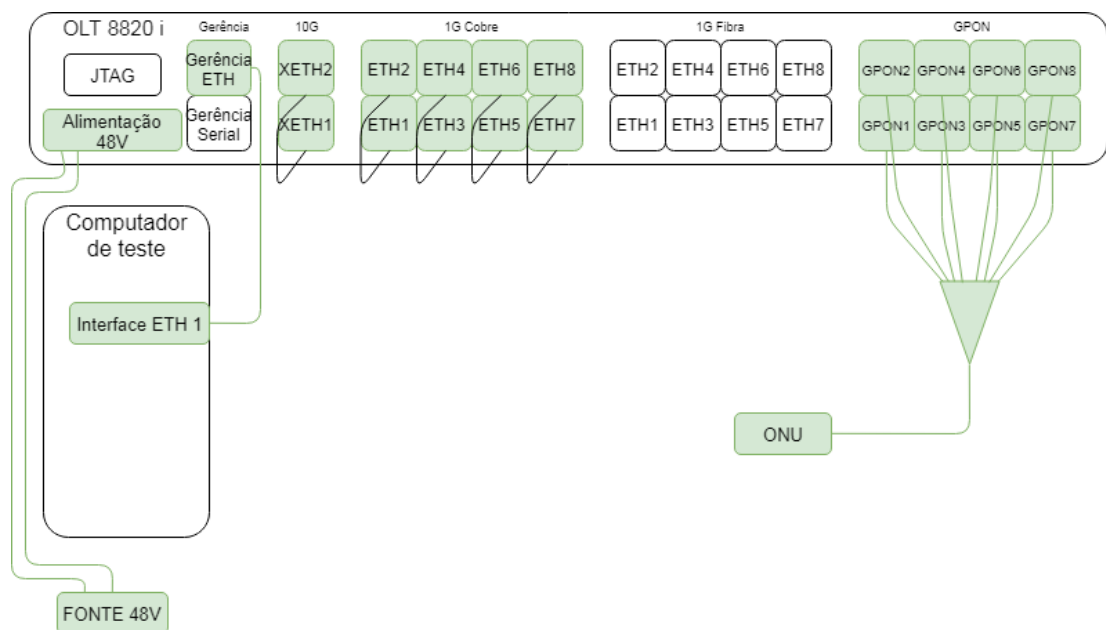 OLT 8820 i
Gerência
10G
1G Cobre
1G Fibra
GPON
JTAG
Gerência
ETH
XETH2
ETH2
ETH4
ETH6
ETH8
ETH2
ETH4
ETH6
ETH8
GPON2
GPON4
GPON6
GPON8
Alimentação
48V
Gerência
Serial
XETH1
ETH1
ETH3
ETH5
ETH7
ETH1
ETH3
ETH5
ETH7
GPON1
GPON3
GPON5
GPON7
Computador
de teste
Interface ETH 1
ONU
FONTE 48V